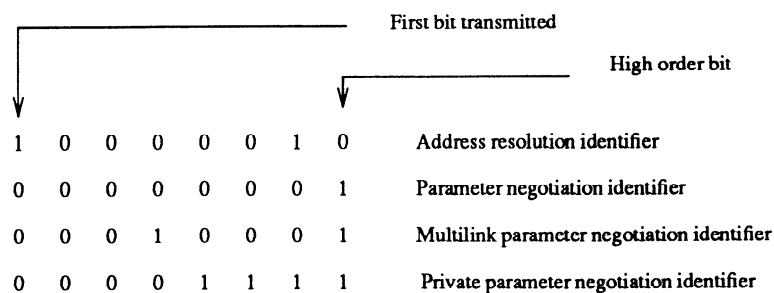 First bit transmitted
High order bit
1 0 0 0 0 0 1 0 Address resolution identifier
0 0 0 0 0 0 0 1 Parameter negotiation identifier
0 0 0 1 0 0 0 1 Multilink parameter negotiation identifier
0 0 0 0 1 1 1 1 Private parameter negotiation identifier